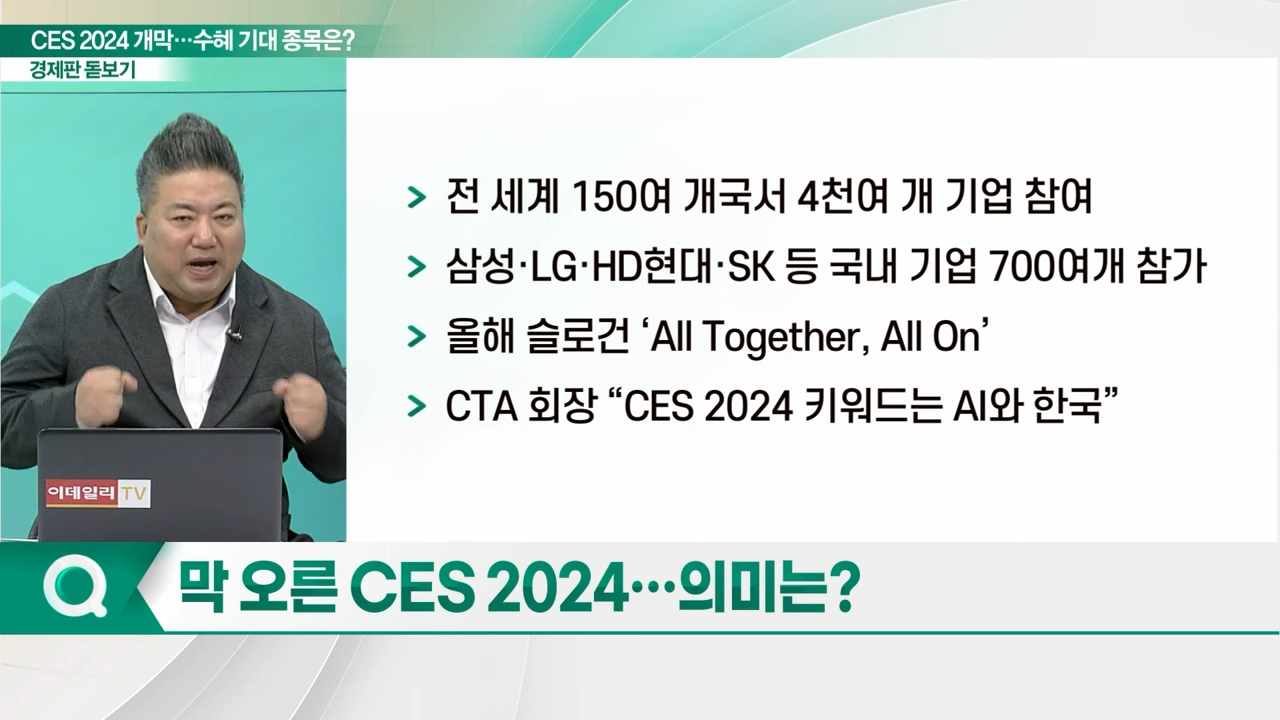 CES 2024 개막…수혜 기대 종목은?
경제판 돋보기
> 전 세계 150여 개국서 4천여 개 기업 참여
> 삼성·LG·HD현대·SK 등 국내 기업 700여개 참가
> 올해 슬로건 ‘All Together, All On’
> CTA 회장 “CES 2024 키워드는 AI와 한국”
이데일리 TV
Q 막 오른 CES 2024…의미는?